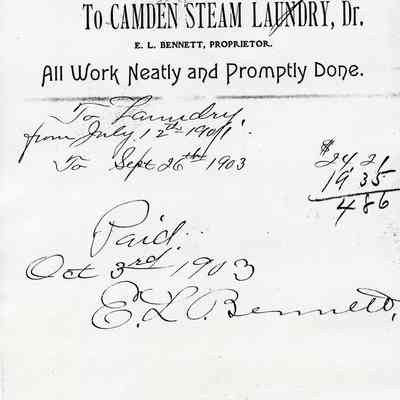 To CAMDEN STEAM LAUNDRY, Dr.
E. L. BENNETT, PROPRIETOR.
All Work Neatly and Promptly Done.
To Laundry,
from July 12th 1901.
To Sept 26th 1903
$24,21
19 35
4 86
Paid.
Oct 3rd 1903
E. L. Bennett,